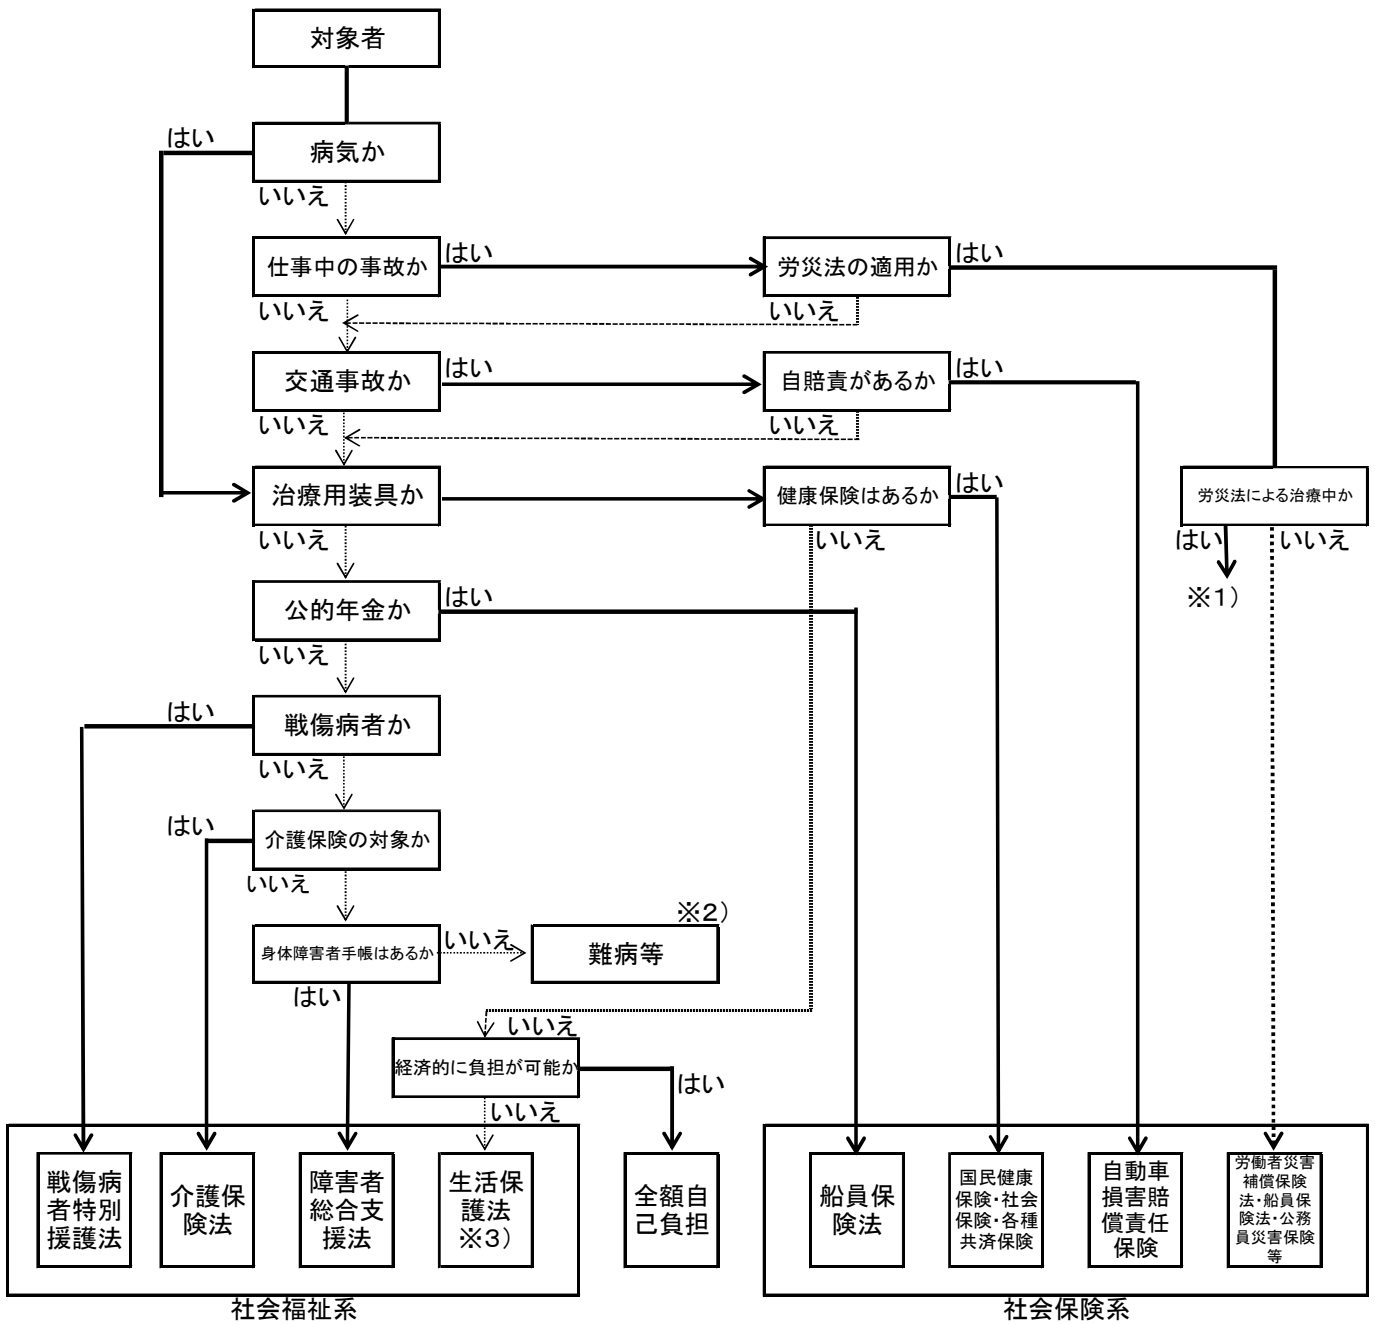 対象者
はい
病気か
いいえ
仕事中の事故か
はい
労災法の適用か
はい
いいえ
いいえ
交通事故か
はい
自賠責があるか
はい
いいえ
いいえ
治療用装具か
健康保険はあるか
はい
労災法による治療中か
いいえ
いいえ
はい
いいえ
※1)
公的年金か
はい
いいえ
はい
戦傷病者か
いいえ
はい
介護保険の対象か
いいえ
※2)
身体障害者手帳はあるか
いいえ
難病等
はい
いいえ
経済的に負担が可能か
はい
いいえ
戦傷病
者特別
援護法
介護保
険法
障害者
総合支
援法
生活保
護法
※3)
全額自
己負担
船員保
険法
国民健康
保険・社会
保険・各種
共済保険
自動車
損害賠
償責任
保険
労働者災害
補償保険
法・船員保
険法・公務
員災害保険
等
社会福祉系
社会保険系